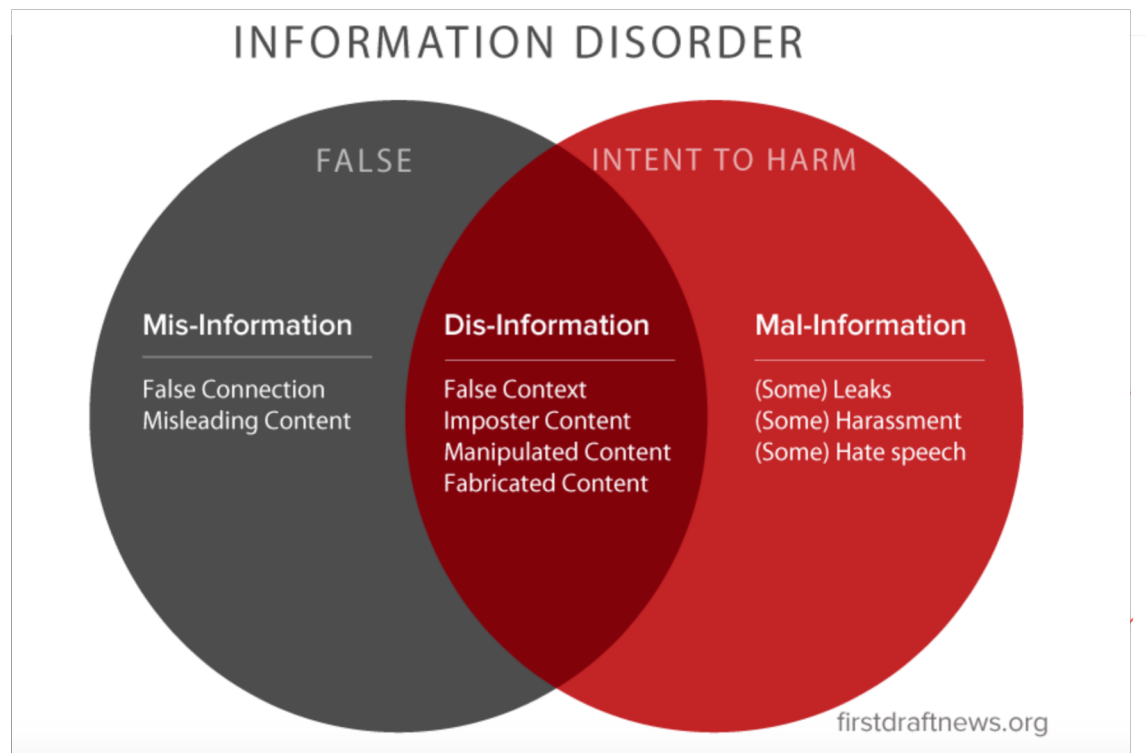 INFORMATION DISORDER
FALSE
INTENT TO HARM
Mis-Information
False Connection
Misleading Content
Dis-Information
False Context
Imposter Content
Manipulated Content
Fabricated Content
Mal-Information
(Some) Leaks
(Some) Harassment
(Some) Hate speech
firstdraftnews.org